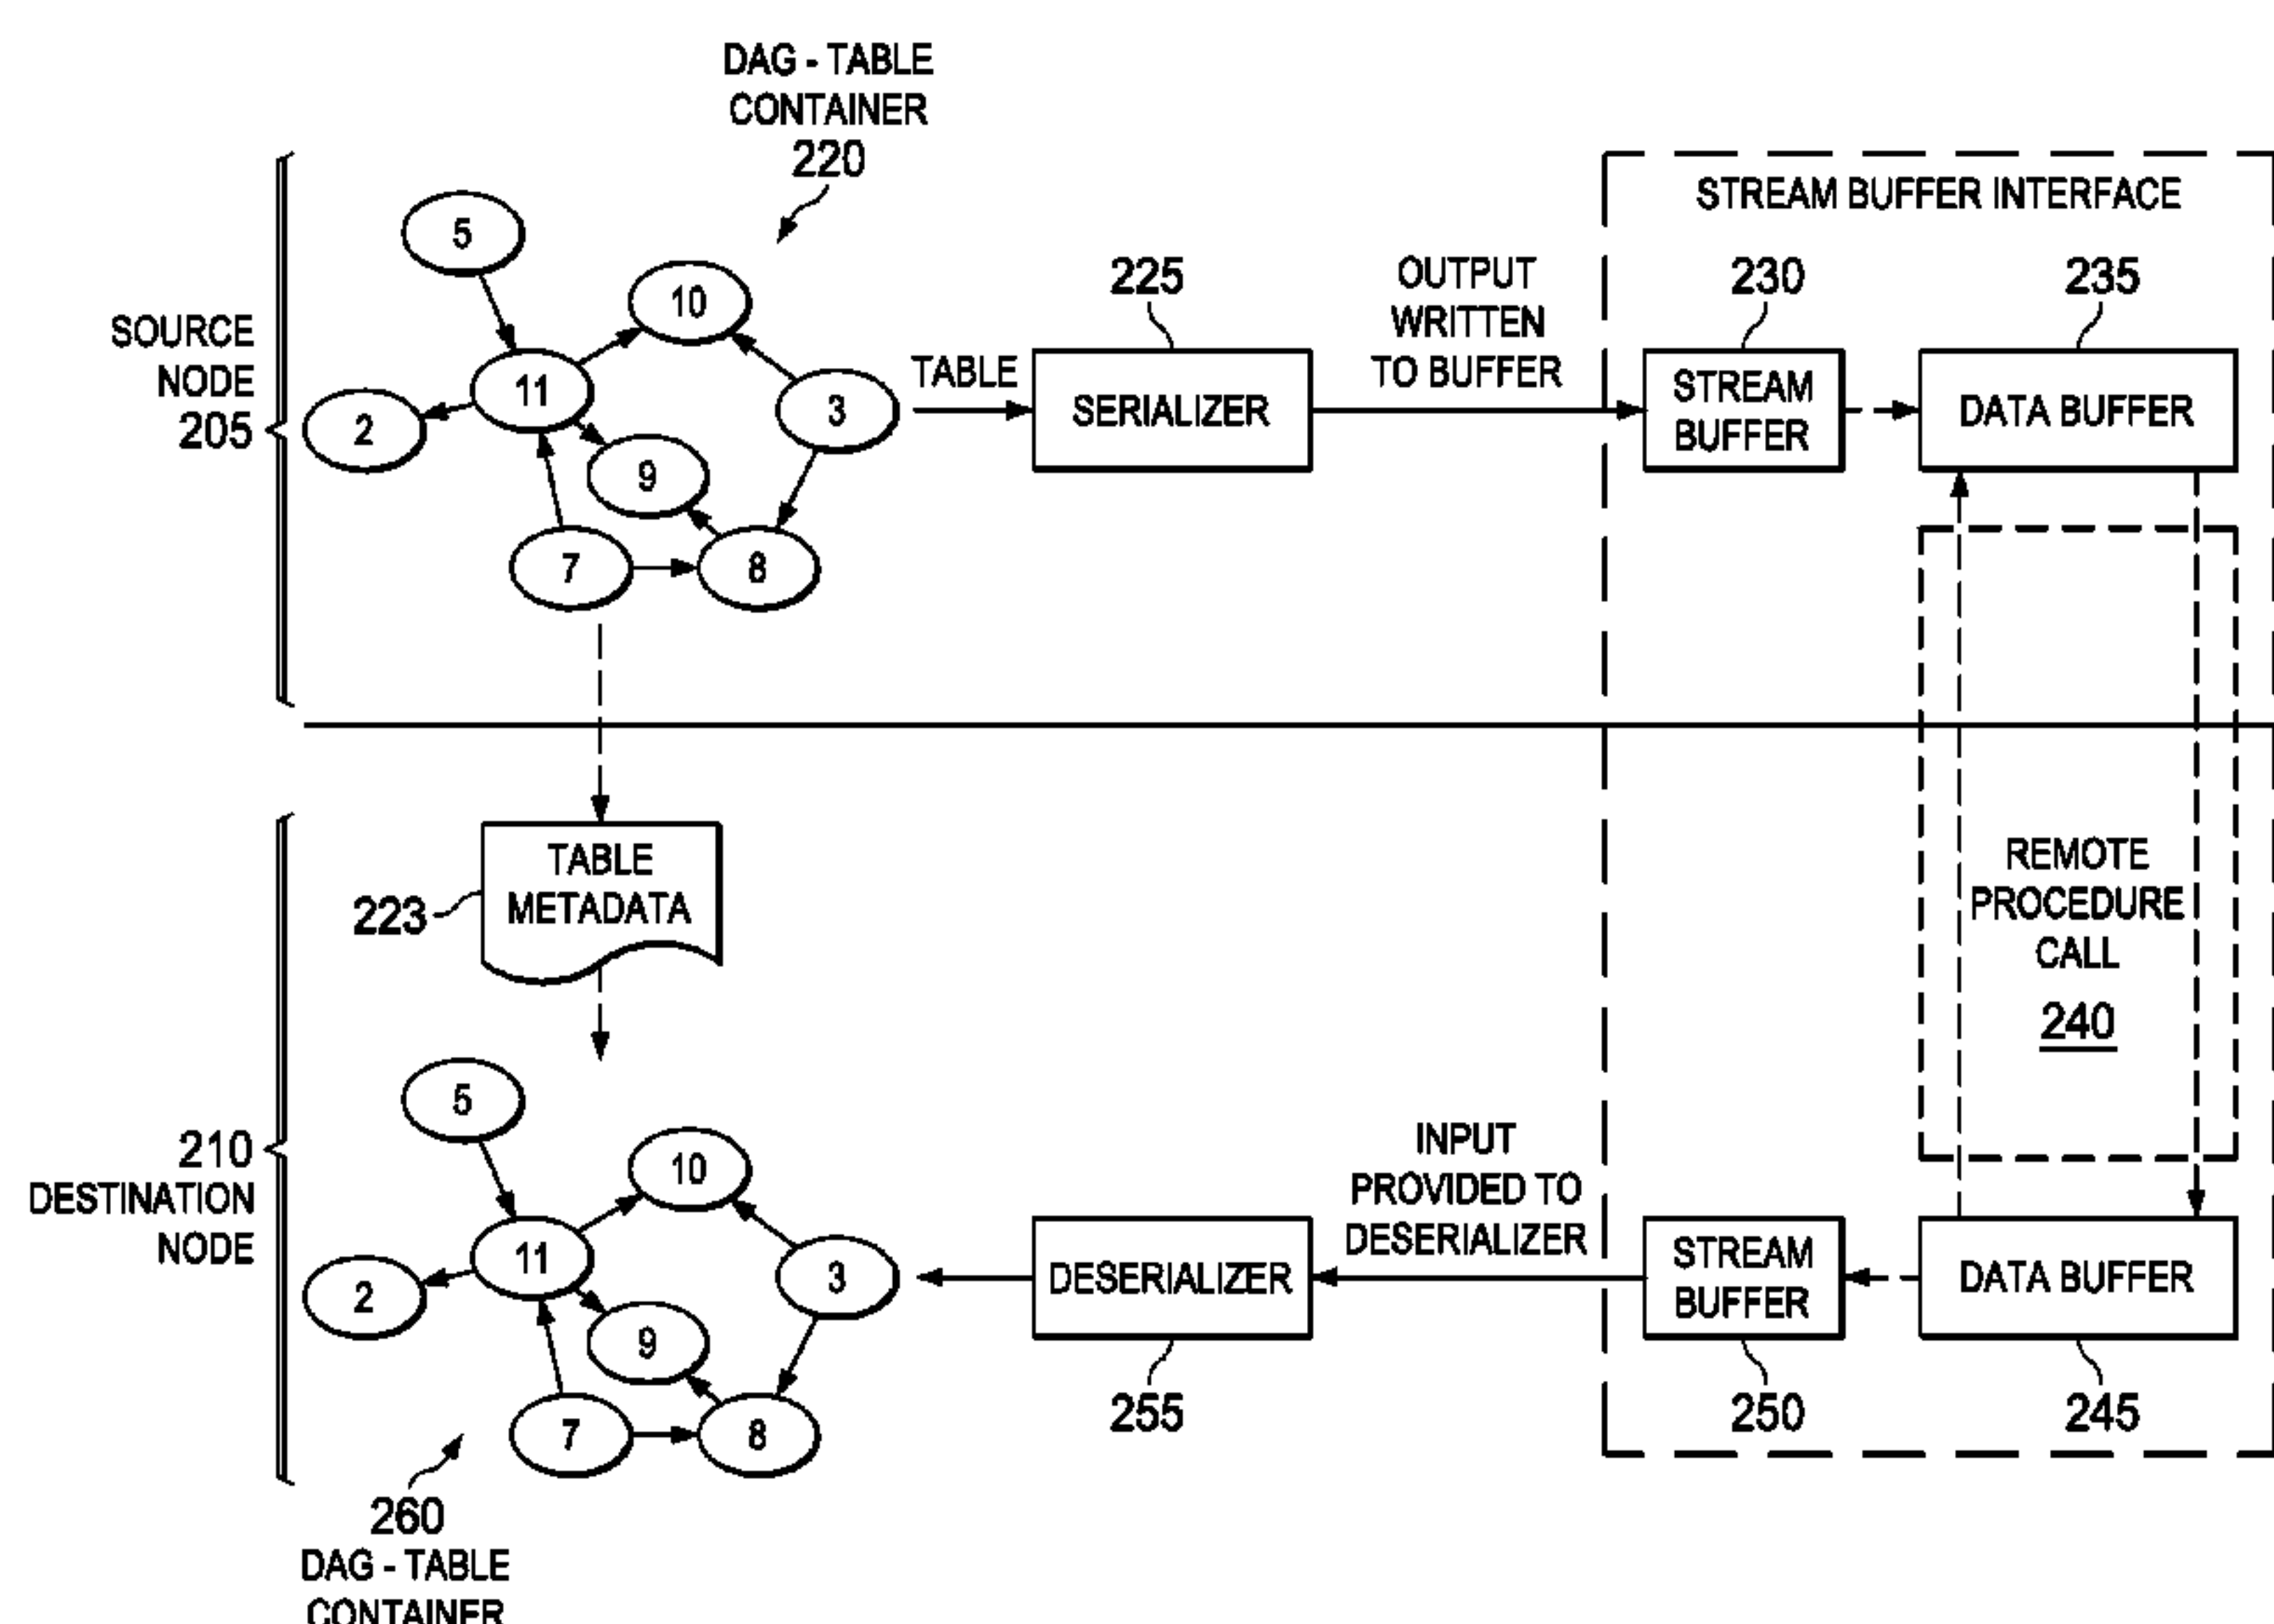 DAG - TABLE
CONTAINER
220
STREAM BUFFER INTERFACE
SOURCE
NODE
205
5
10
11
2
3
9
7
8
TABLE
225
SERIALIZER
OUTPUT
WRITTEN
TO BUFFER
230
STREAM
BUFFER
235
DATA BUFFER
223
TABLE
METADATA
REMOTE
PROCEDURE
CALL
240
210
DESTINATION
NODE
5
10
11
2
3
9
7
8
DESERIALIZER
255
INPUT
PROVIDED TO
DESERIALIZER
STREAM
BUFFER
250
DATA BUFFER
245
260
DAG - TABLE
CONTAINER